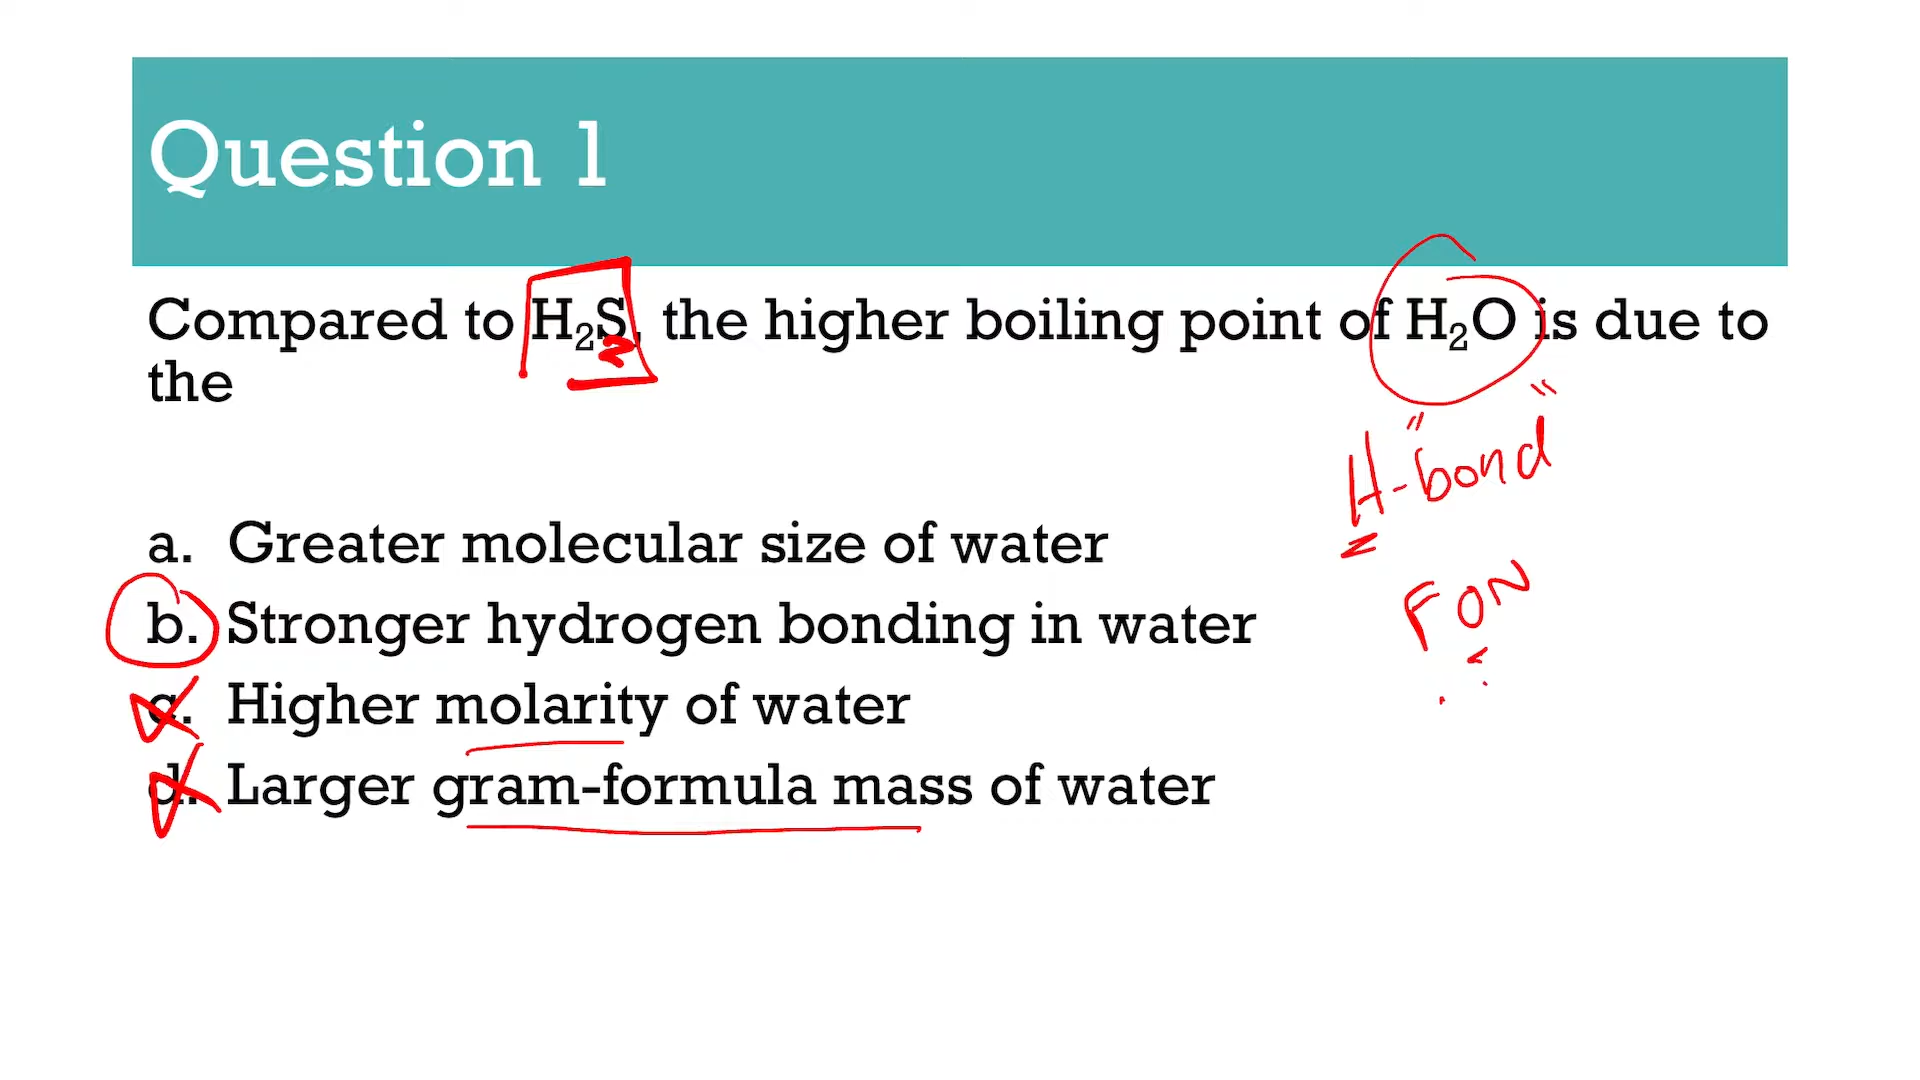 Question 1
Compared to H₂S, the higher boiling point of H₂O is due to
the
"
H-bond"
a. Greater molecular size of water
FON
b. Stronger hydrogen bonding in water
c. Higher molarity of water
d. Larger gram-formula mass of water